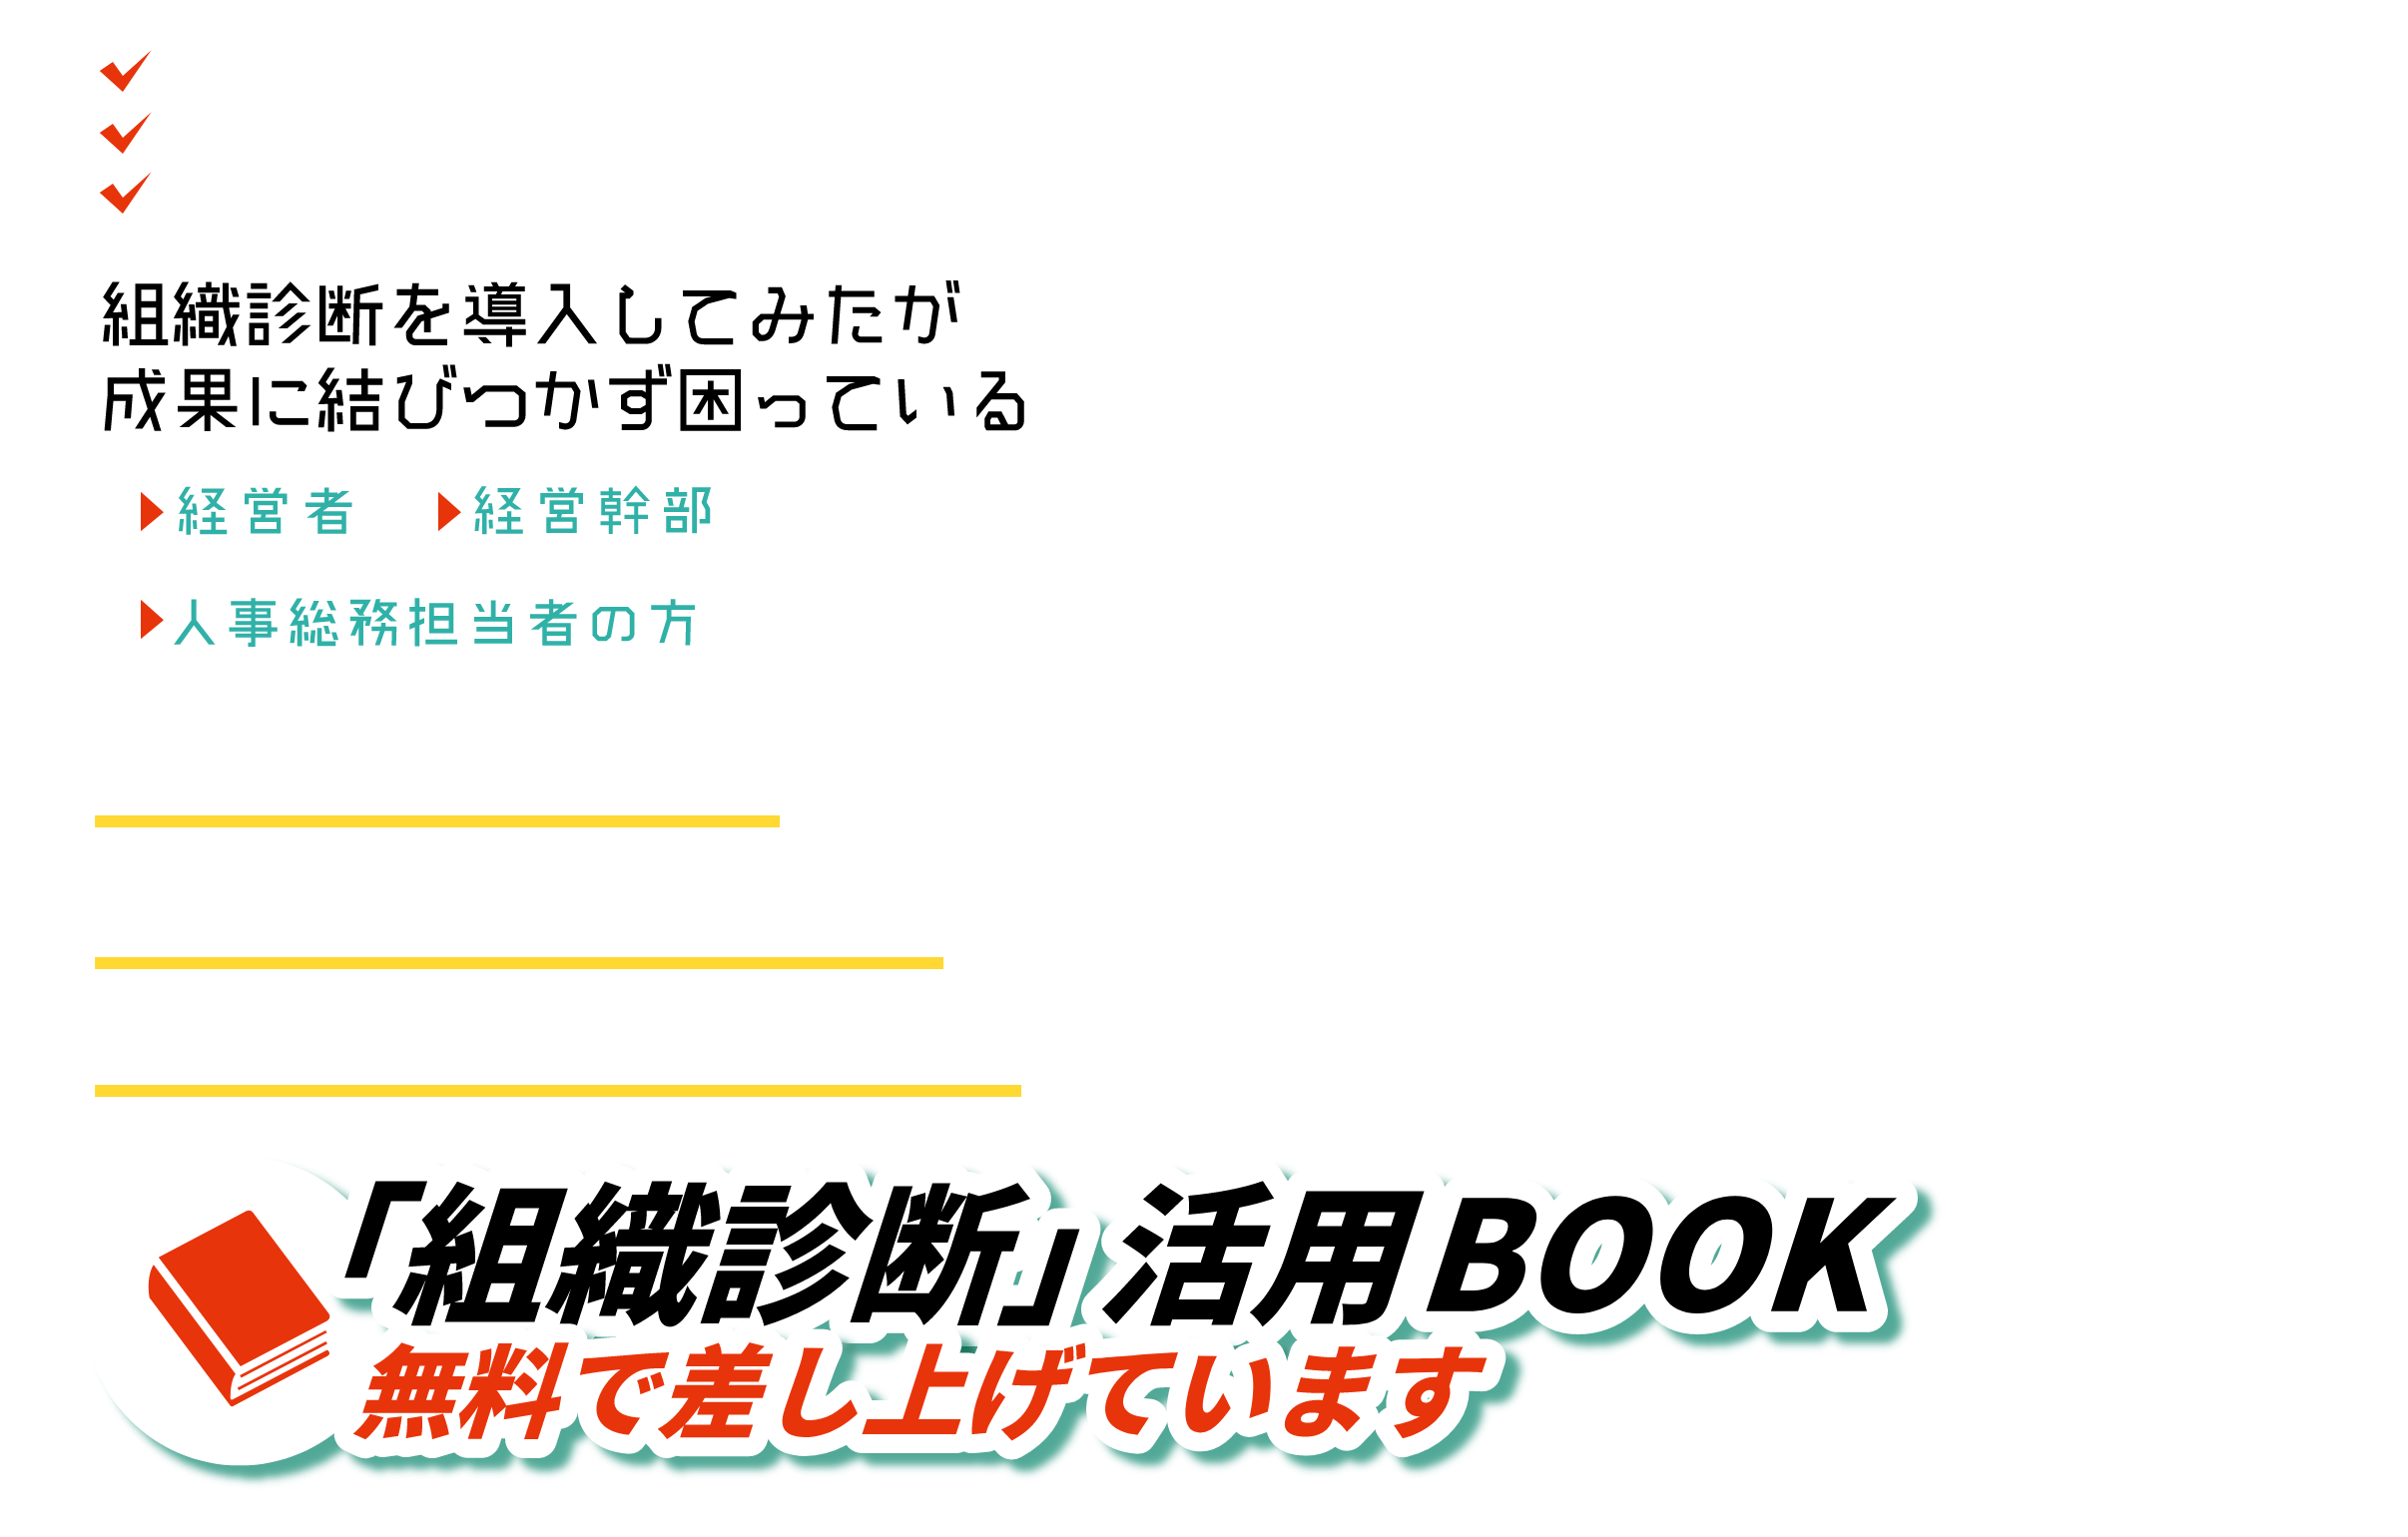 組織診断を導入してみたが
成果に結びつかず困っている
経営者 経営幹部
人事総務担当者の方
「組織診断」活用BOOK
無料で差し上げています